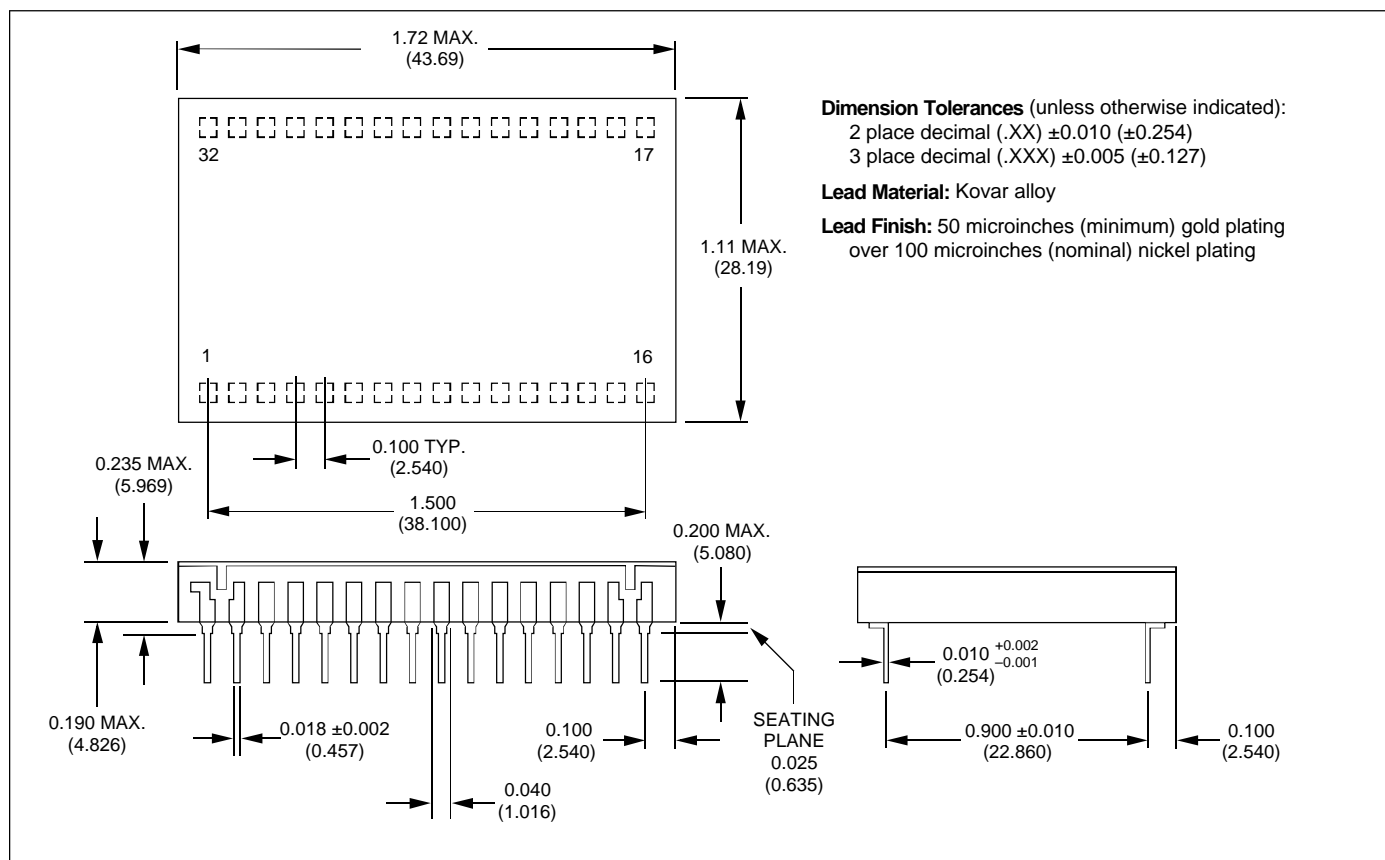 1.72 MAX.
(43.69)
Dimension Tolerances (unless otherwise indicated):
2 place decimal (.XX) ±0.010 (±0.254)
3 place decimal (.XXX) ±0.005 (±0.127)
Lead Material: Kovar alloy
Lead Finish: 50 microinches (minimum) gold plating
over 100 microinches (nominal) nickel plating
32
17
1.11 MAX.
(28.19)
1
16
0.100 TYP.
(2.540)
0.235 MAX.
(5.969)
1.500
(38.100)
0.200 MAX.
(5.080)
0.190 MAX.
(4.826)
0.018 ±0.002
(0.457)
0.040
(1.016)
0.100
(2.540)
SEATING
PLANE
0.025
(0.635)
0.010 +0.002
–0.001
(0.254)
0.900 ±0.010
(22.860)
0.100
(2.540)